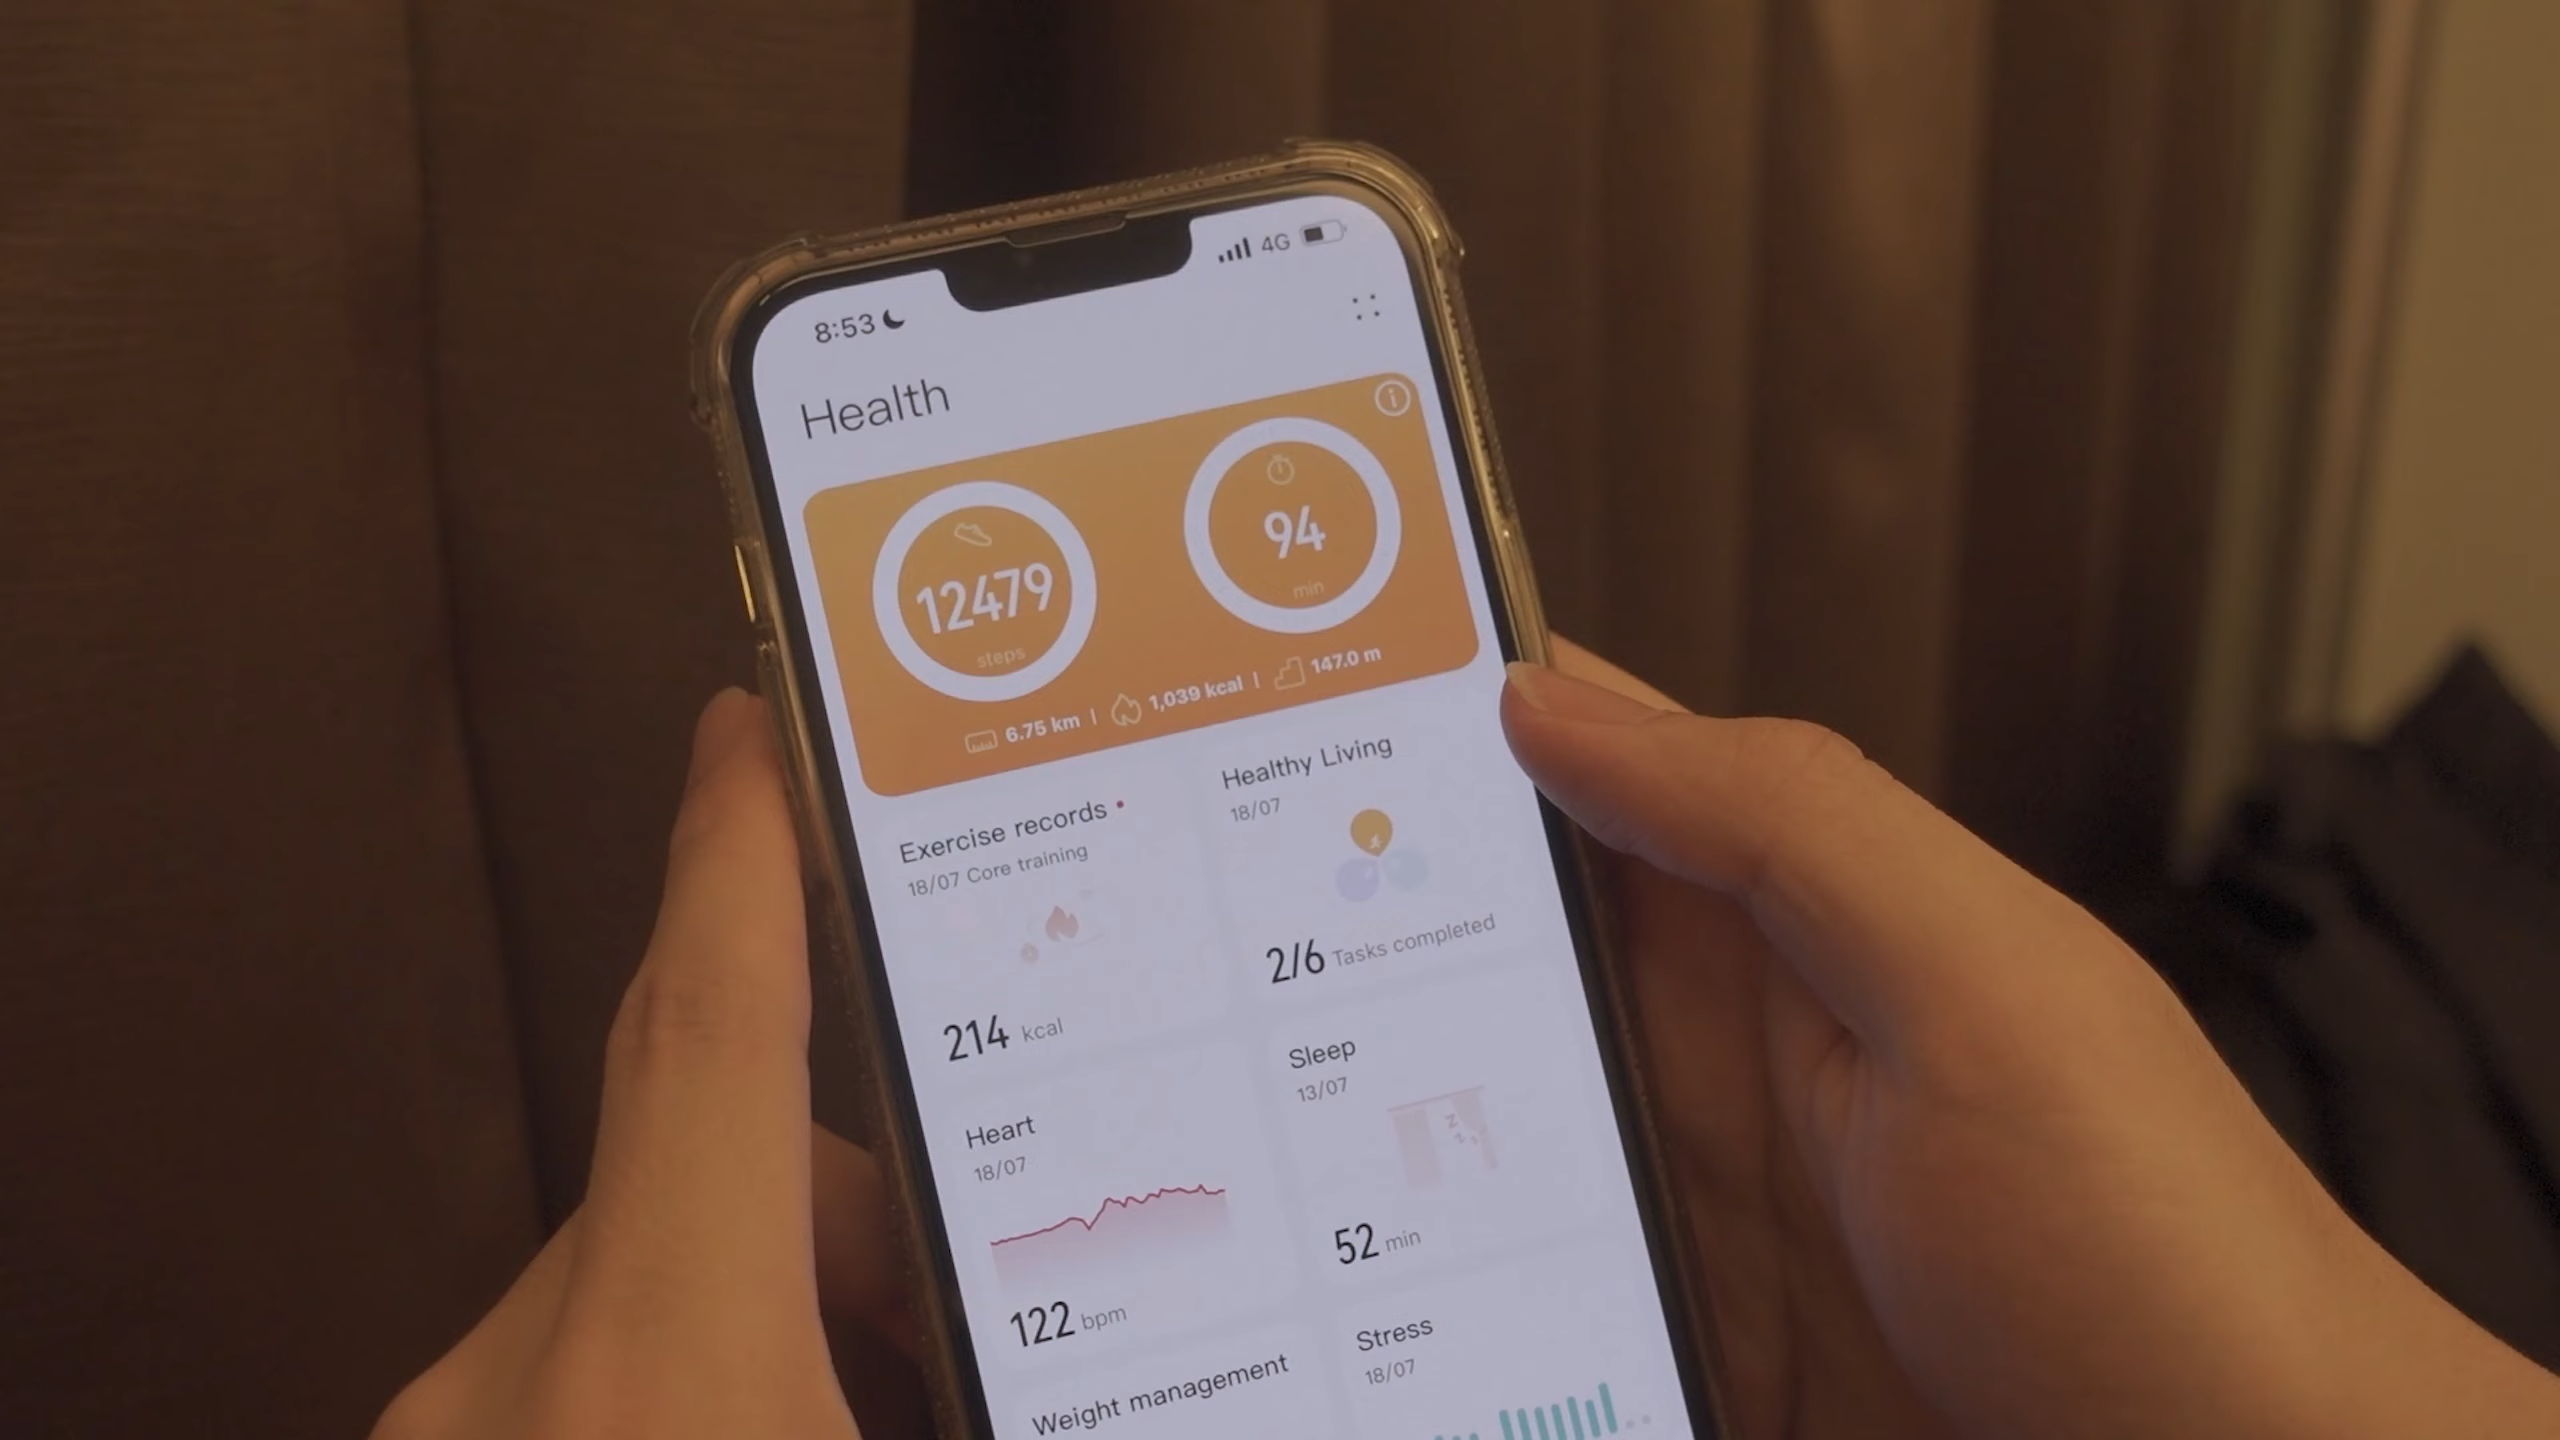 8:53
4G
Health
12479
steps
94
min
6.75 km | 1,039 kcal | 147.0 m
Exercise records
18/07 Core training
214 kcal
Healthy Living
18/07
2/6 Tasks completed
Heart
18/07
122 bpm
Sleep
13/07
z z z
52 min
Weight management
Stress
18/07